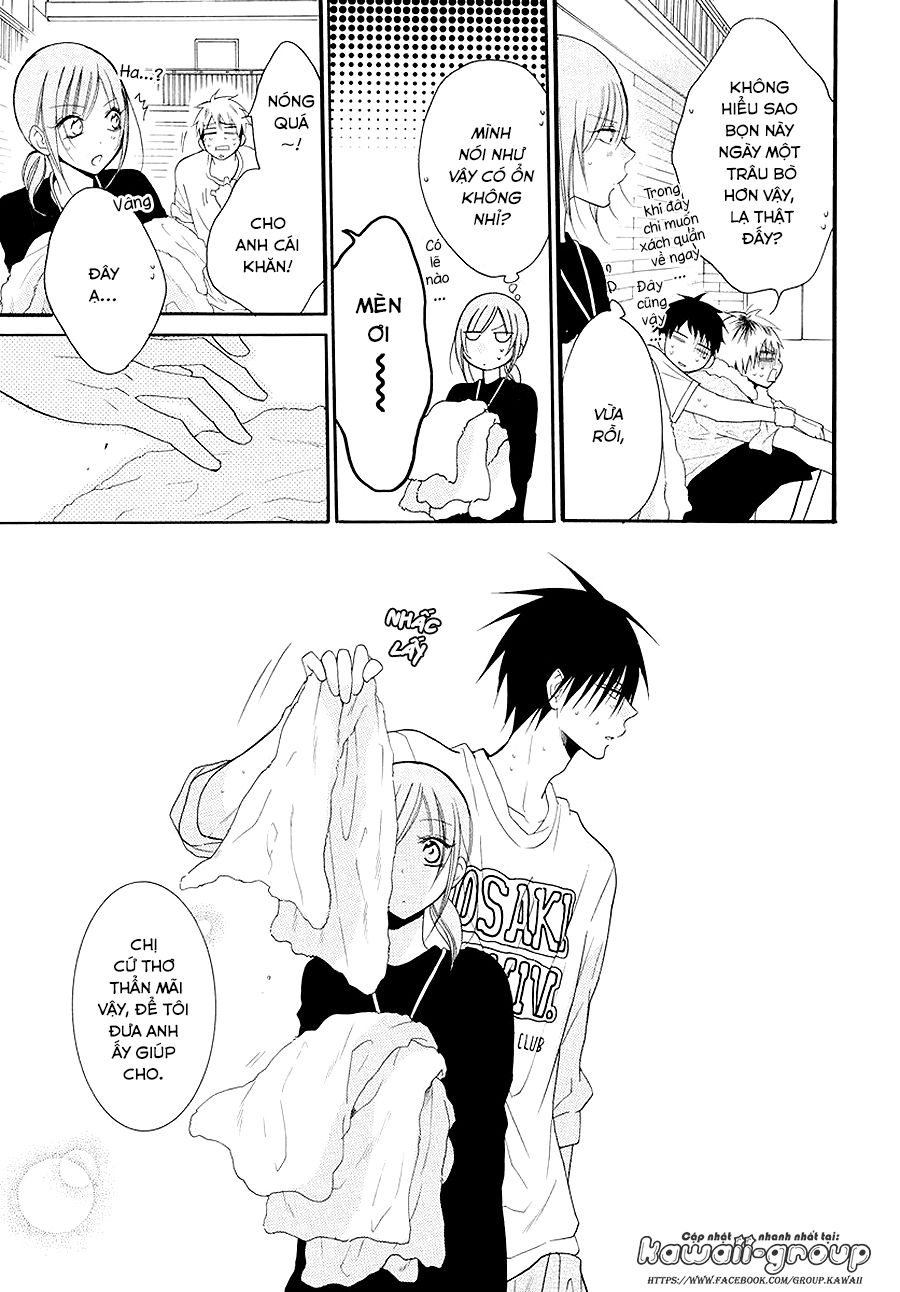 KHÔNG
HIỂU SAO
BỌN NÀY
NGÀY MỘT
TRÂU BÒ
HƠN VẬY,
LẠ THẬT
ĐẤY?
Trong
khi đây
chỉ muốn
xách quần
về ngay
...
Đây
cũng
vậy
VỪA
RỒI,
MÌNH
NÓI NHƯ
VẬY CÓ ỔN
KHÔNG
NHỈ?
Có
lẽ
nào
...
MÈN
ƠI
NÓNG
QUÁ
~!
CHO
ANH CÁI
KHĂN!
Ha...?
Vâng
ĐÂY
Ạ...
NHẤC
LẤY
CHỊ
CỨ THƠ
THẨN MÃI
VẬY, ĐỂ TÔI
ĐƯA ANH
ẤY GIÚP
CHO.
OSAKI
CLUB
Cập nhật nhanh nhất tại:
kawaii-group
HTTPS://WWW.FACEBOOK.COM/GROUP.KAWAII